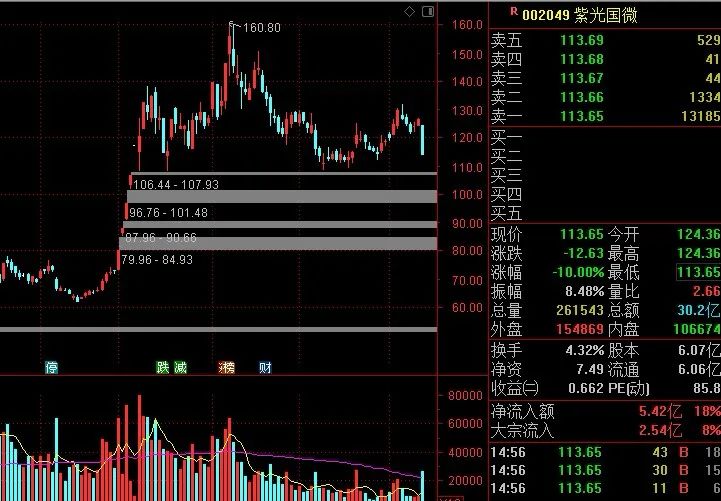 160.80
160.0
150.0
140.0
130.0
120.0
110.0
100.0
90.00
80.00
70.00
60.00
106.44 - 107.93
96.76 - 101.48
87.96 - 90.66
79.96 - 84.93
停
跌 减
榜
财
80000
60000
40000
20000
R 002049 紫光国微
卖五 113.69 529
卖四 113.68 41
卖三 113.67 44
卖二 113.66 1334
卖一 113.65 13185
买一
买二
买三
买四
买五
现价 113.65 今开 124.36
涨跌 -12.63 最高 124.36
涨幅 -10.00% 最低 113.65
振幅 8.48% 量比 2.66
总量 261543 总额 30.2亿
外盘 154869 内盘 106674
换手 4.32% 股本 6.07亿
净资 7.49 流通 6.06亿
收益㈢ 0.662 PE(动) 85.8
净流入额 5.42亿 18%
大宗流入 2.54亿 8%
14:56 113.65 43 B 18
14:56 113.65 30 B 15
14:56 113.65 11 B 6